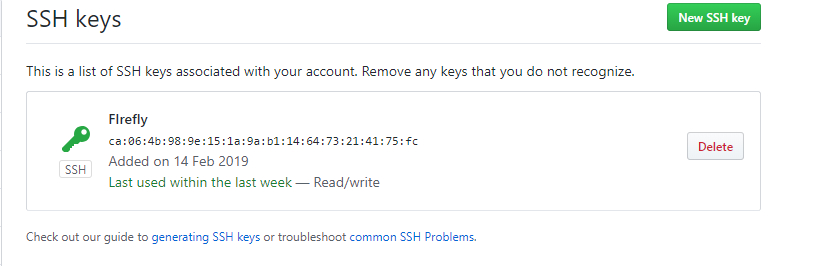 SSH keys
New SSH key
This is a list of SSH keys associated with your account. Remove any keys that you do not recognize.
FIrefly
ca:06:4b:98:9e:15:1a:9a:b1:14:64:73:21:41:75:fc
Added on 14 Feb 2019
Last used within the last week — Read/write
SSH
Delete
Check out our guide to generating SSH keys or troubleshoot common SSH Problems.